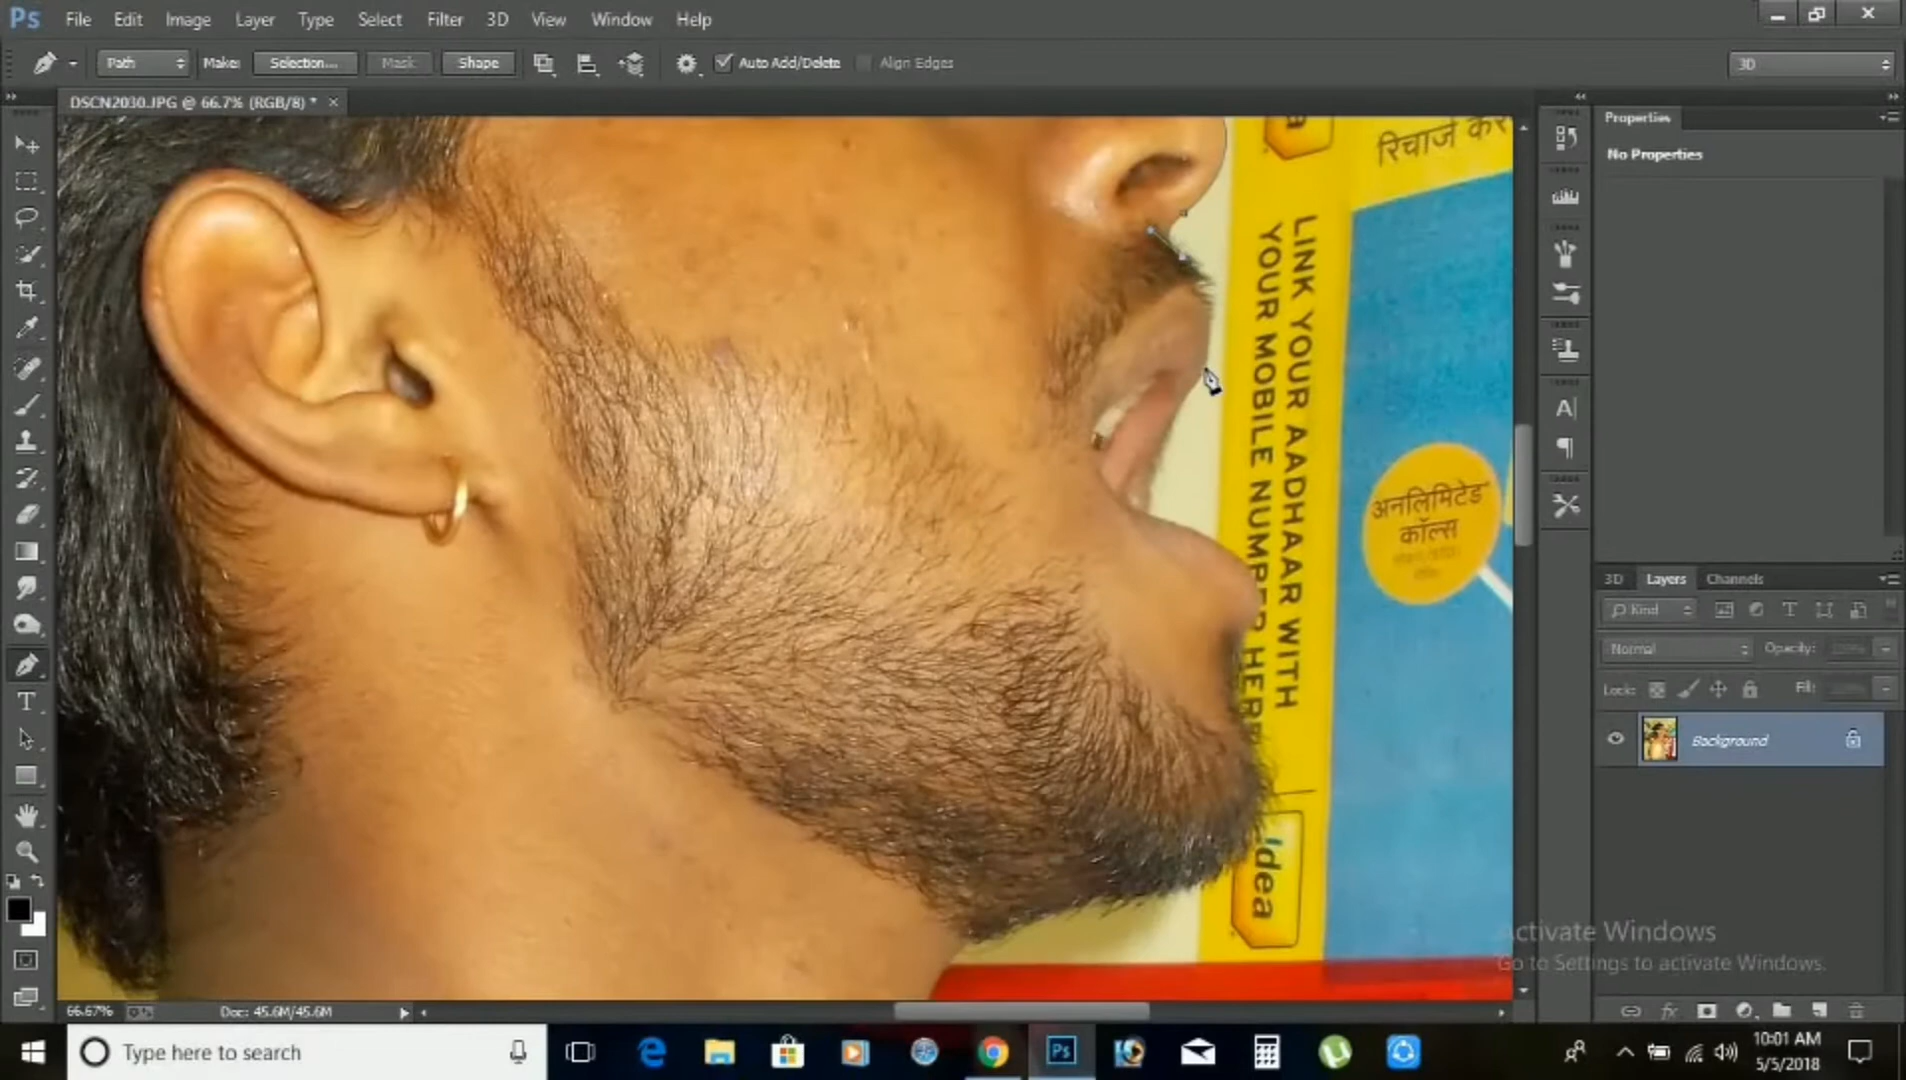 Ps File Edit Image Layer Type Select Filter 3D View Window Help
Path Make: Selection... Mask Shape Auto Add/Delete Align Edges 3D
DSCN2030.JPG @ 66.7% (RGB/8) * ×
Properties
No Properties
रिचार्ज कर
LINK YOUR AADHAAR WITH
YOUR MOBILE NUMBER HERE
अनलिमिटेड
कॉल्स
idea
3D Layers Channels
Kind
Normal Opacity:
Lock: Fill:
Background
Activate Windows
Go to Settings to activate Windows.
66.67% Doc: 45.6M/45.6M
Type here to search
10:01 AM
5/5/2018